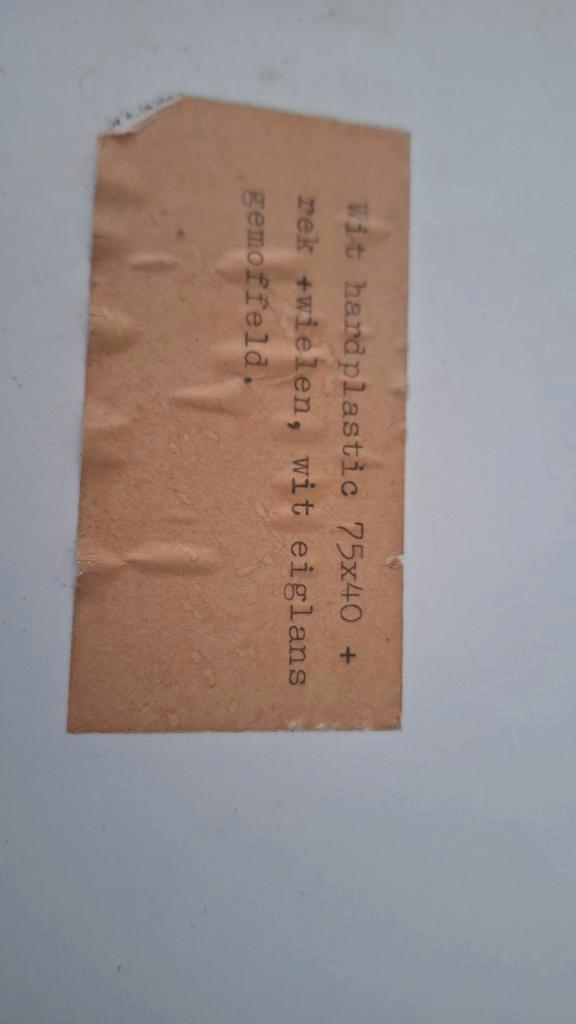 Wit hardplastic 75x40 +
rek +wielen, wit eiglans
gemoffeld.